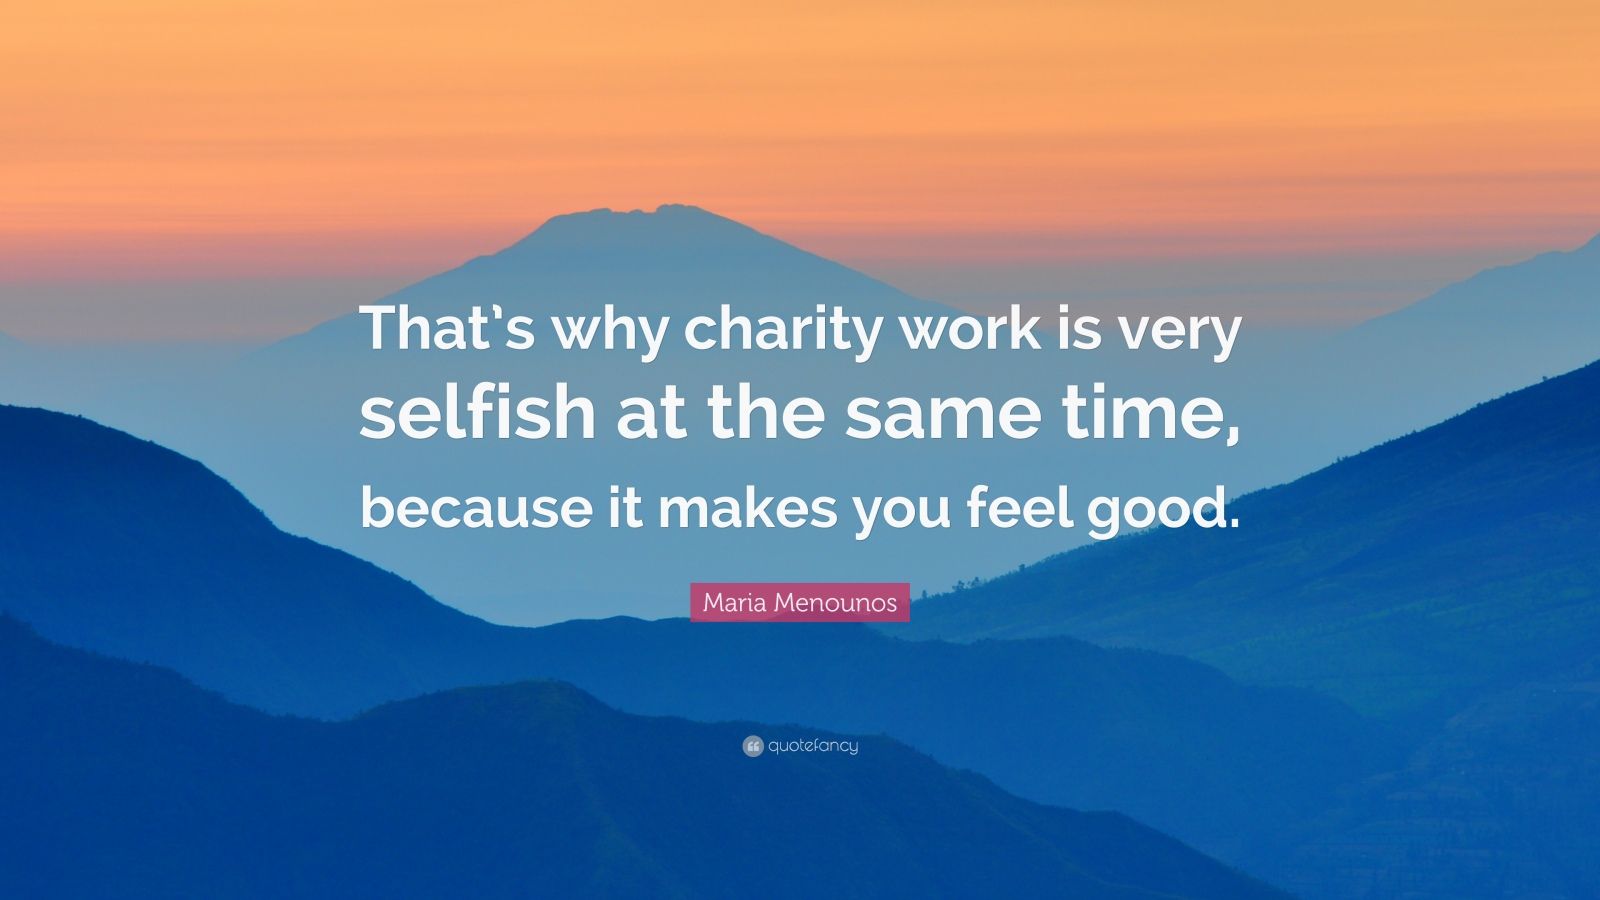 That’s why charity work is very
selfish at the same time,
because it makes you feel good.
Maria Menounos
quotefancy